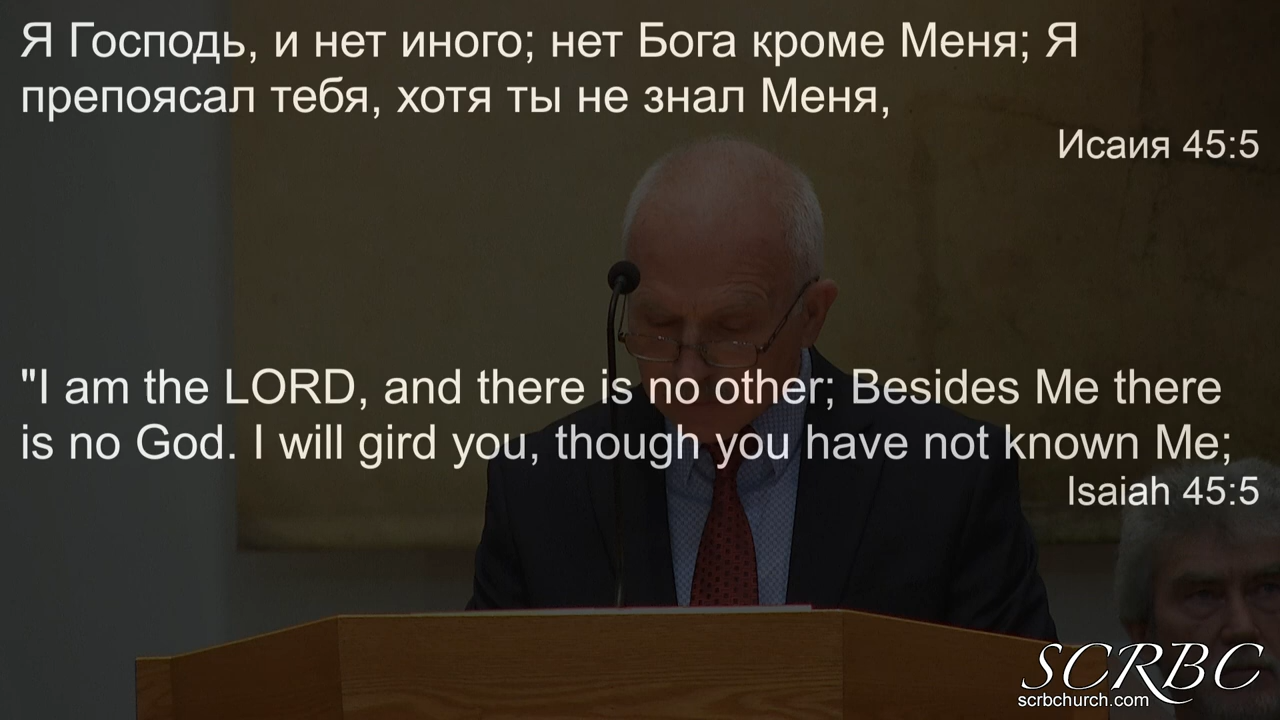 Я Господь, и нет иного; нет Бога кроме Меня; Я
препоясал тебя, хотя ты не знал Меня,
Исаия 45:5
"I am the LORD, and there is no other; Besides Me there
is no God. I will gird you, though you have not known Me;
Isaiah 45:5
SCRBC
scrbchurch.com